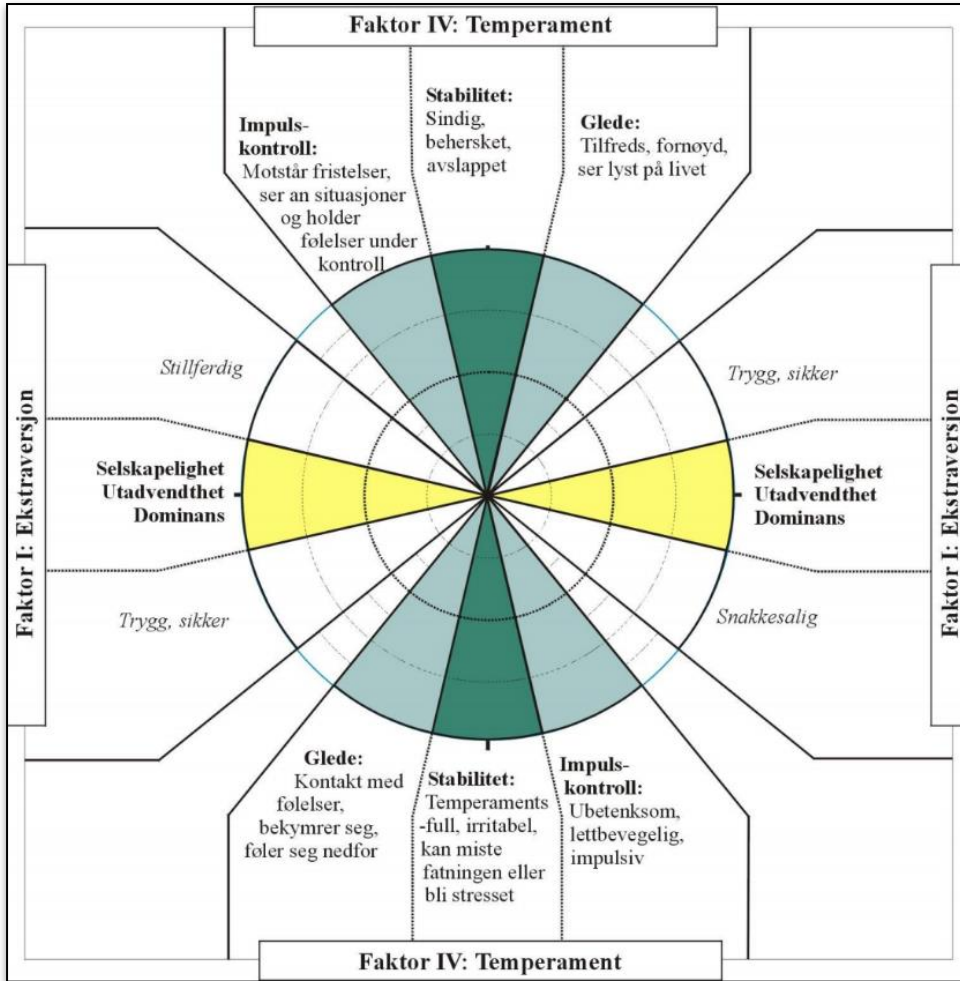 Faktor IV: Temperament
Stabilitet:
Sindig,
behersket,
avslappet
Impuls-
kontroll:
Motstår fristelser,
ser an situasjoner
og holder
følelser under
kontroll
Glede:
Tilfreds, fornøyd,
ser lyst på livet
Faktor I: Ekstraversjon
Stillferdig
Selskapelighet
Utadvendthet
Dominans
Trygg, sikker
Trygg, sikker
Selskapelighet
Utadvendthet
Dominans
Snakkesalig
Faktor I: Ekstraversjon
Glede:
Kontakt med
følelser,
bekymrer seg,
føler seg nedfor
Stabilitet:
Temperaments
-full, irritabel,
kan miste
fatningen eller
bli stresset
Impuls-
kontroll:
Ubetenksom,
lettbevegelig,
impulsiv
Faktor IV: Temperament